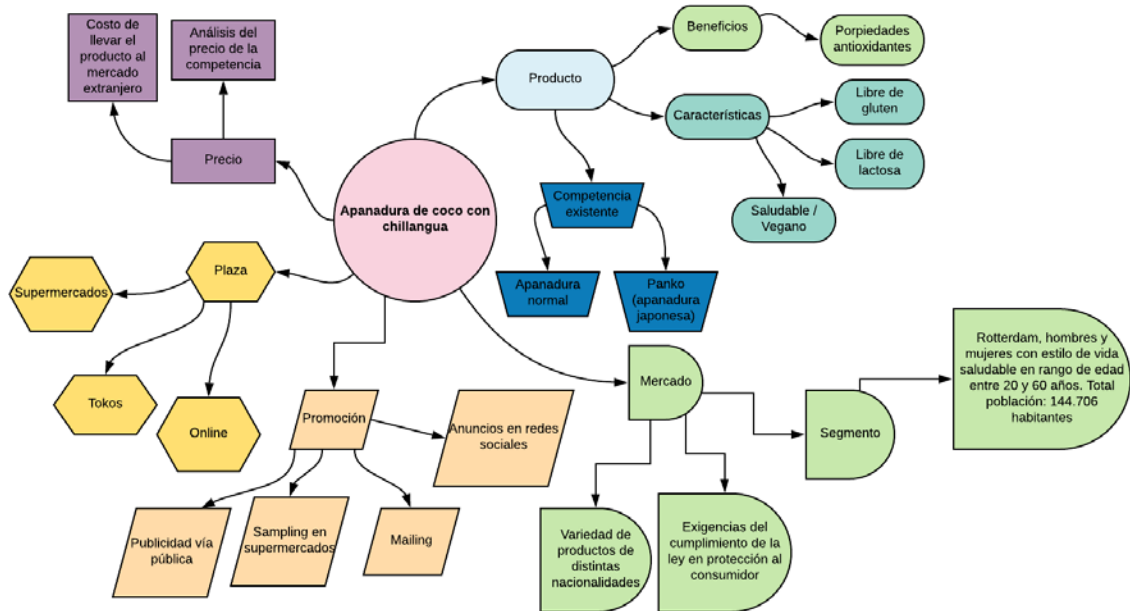 Costo de
llevar el
producto al
mercado
extranjero
Análisis del
precio de la
competencia
Precio
Apanadura de coco con
chillangua
Producto
Beneficios
Porpiedades
antioxidantes
Características
Libre de
gluten
Libre de
lactosa
Saludable /
Vegano
Competencia
existente
Apanadura
normal
Panko
(apanadura
japonesa)
Plaza
Supermercados
Tokos
Online
Promoción
Anuncios en redes
sociales
Publicidad vía
pública
Sampling en
supermercados
Mailing
Mercado
Segmento
Rotterdam, hombres y
mujeres con estilo de vida
saludable en rango de edad
entre 20 y 60 años. Total
población: 144.706
habitantes
Variedad de
productos de
distintas
nacionalidades
Exigencias del
cumplimiento de la
ley en protección al
consumidor